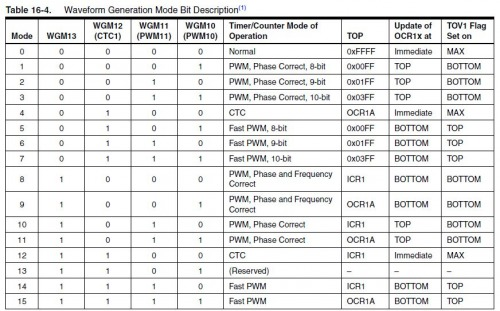 Table 16-4. Waveform Generation Mode Bit Description(1)
Mode WGM13 WGM12 (CTC1) WGM11 (PWM11) WGM10 (PWM10) Timer/Counter Mode of Operation TOP Update of OCR1x at TOV1 Flag Set on
0 0 0 0 0 Normal 0xFFFF Immediate MAX
1 0 0 0 1 PWM, Phase Correct, 8-bit 0x00FF TOP BOTTOM
2 0 0 1 0 PWM, Phase Correct, 9-bit 0x01FF TOP BOTTOM
3 0 0 1 1 PWM, Phase Correct, 10-bit 0x03FF TOP BOTTOM
4 0 1 0 0 CTC OCR1A Immediate MAX
5 0 1 0 1 Fast PWM, 8-bit 0x00FF BOTTOM TOP
6 0 1 1 0 Fast PWM, 9-bit 0x01FF BOTTOM TOP
7 0 1 1 1 Fast PWM, 10-bit 0x03FF BOTTOM TOP
8 1 0 0 0 PWM, Phase and Frequency Correct ICR1 BOTTOM BOTTOM
9 1 0 0 1 PWM, Phase and Frequency Correct OCR1A BOTTOM BOTTOM
10 1 0 1 0 PWM, Phase Correct ICR1 TOP BOTTOM
11 1 0 1 1 PWM, Phase Correct OCR1A TOP BOTTOM
12 1 1 0 0 CTC ICR1 Immediate MAX
13 1 1 0 1 (Reserved) – – –
14 1 1 1 0 Fast PWM ICR1 BOTTOM TOP
15 1 1 1 1 Fast PWM OCR1A BOTTOM TOP